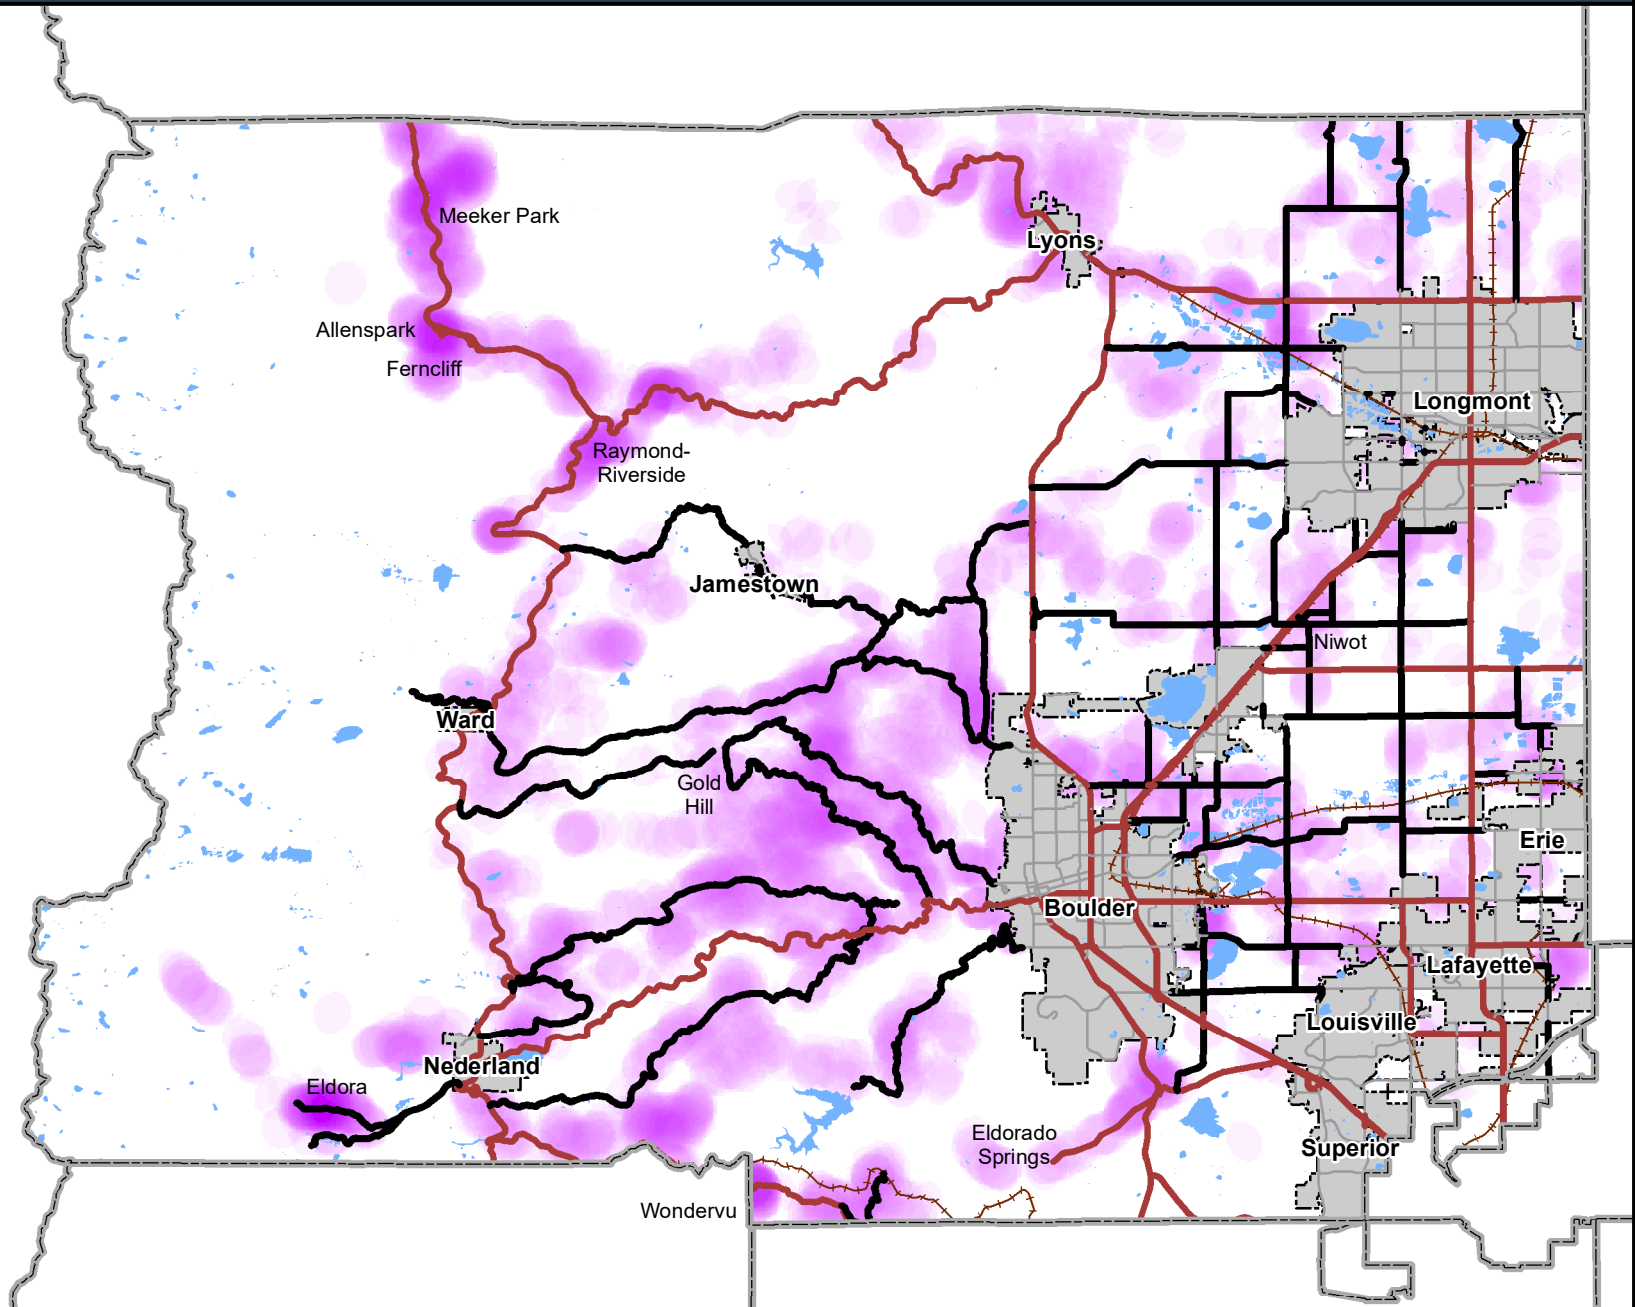 Meeker Park
Lyons
Allenspark
Ferncliff
Longmont
Raymond-
Riverside
Jamestown
Niwot
Ward
Gold
Hill
Erie
Boulder
Lafayette
Louisville
Nederland
Eldora
Eldorado
Springs
Superior
Wondervu